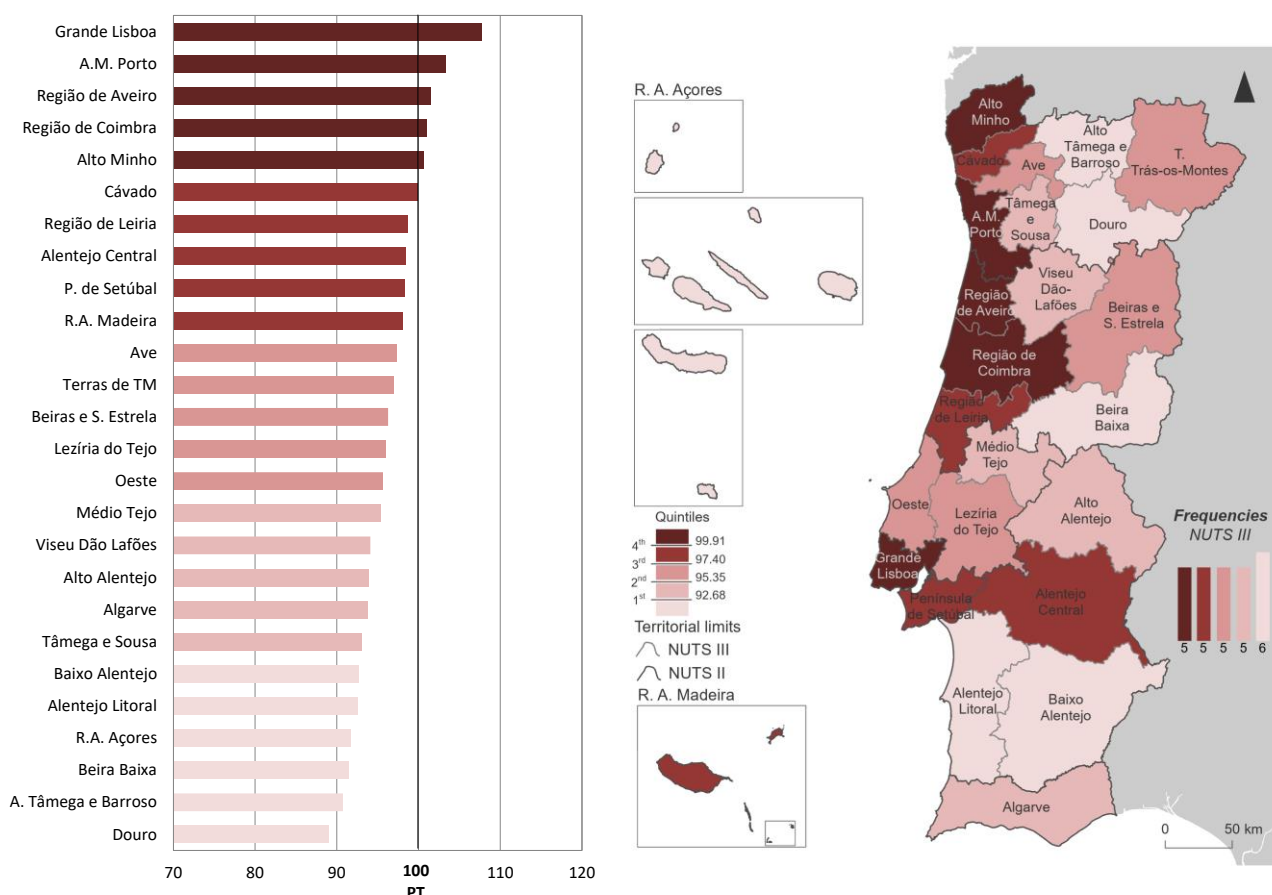 Grande Lisboa
A.M. Porto
Região de Aveiro
Região de Coimbra
Alto Minho
Cávado
Região de Leiria
Alentejo Central
P. de Setúbal
R.A. Madeira
Ave
Terras de TM
Beiras e S. Estrela
Lezíria do Tejo
Oeste
Médio Tejo
Viseu Dão Lafões
Alto Alentejo
Algarve
Tâmega e Sousa
Baixo Alentejo
Alentejo Litoral
R.A. Açores
Beira Baixa
A. Tâmega e Barroso
Douro
70 80 90 100 110 120
PT
R. A. Açores
Quintiles
4th 99.91
3rd 97.40
2nd 95.35
1st 92.68
Territorial limits
NUTS III
NUTS II
R. A. Madeira
Alto
Minho
Cávado
Ave
Alto
Tâmega e
Barroso
T.
Trás-os-Montes
A.M.
Porto
Tâmega
e
Sousa
Douro
Região
de Aveiro
Viseu
Dão-
Lafões
Beiras e
S. Estrela
Região de
Coimbra
Região
de Leiria
Beira
Baixa
Médio
Tejo
Oeste
Lezíria
do Tejo
Alto
Alentejo
Grande
Lisboa
Península
de Setúbal
Alentejo
Central
Alentejo
Litoral
Baixo
Alentejo
Algarve
Frequencies
NUTS III
5 5 5 5 6
0 50 km